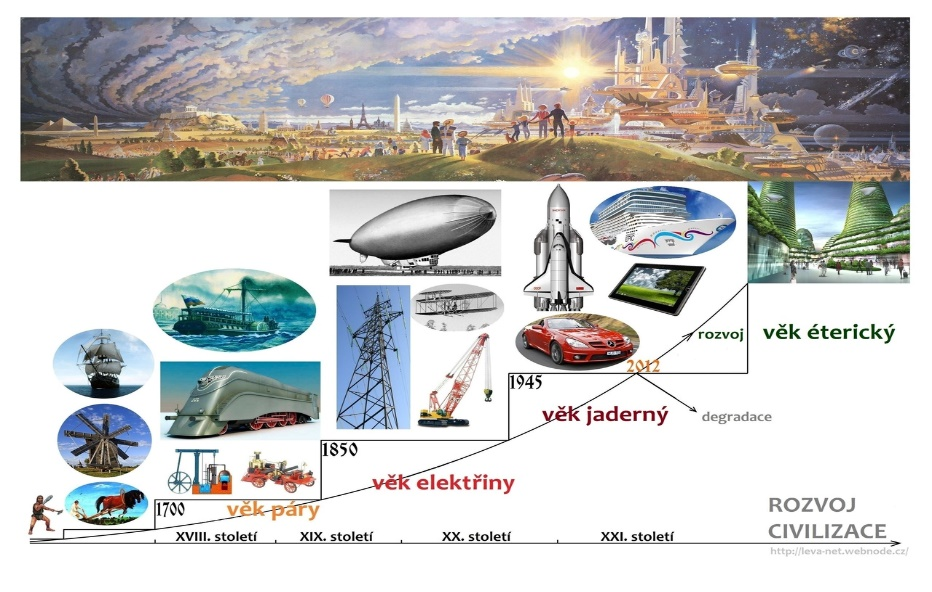 2012
rozvoj
věk éterický
1945
věk jaderný
degradace
1850
věk elektřiny
1700
věk páry
ROZVOJ
CIVILIZACE
XVIII. století
XIX. století
XX. století
XXI. století
http://leva-net.webnode.cz/